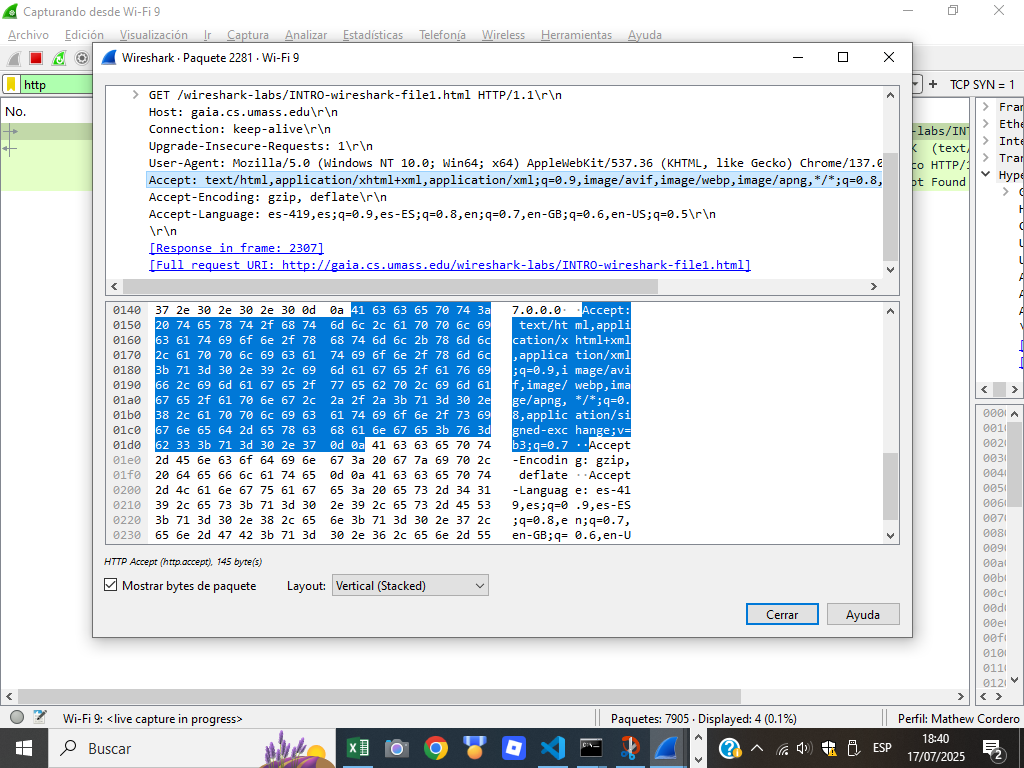 Capturando desde Wi-Fi 9
Archivo Edición Visualización Ir Captura Analizar Estadísticas Telefonía Wireless Herramientas Ayuda
Wireshark · Paquete 2281 · Wi-Fi 9
http
TCP SYN = 1
No.
GET /wireshark-labs/INTRO-wireshark-file1.html HTTP/1.1\r\n
Host: gaia.cs.umass.edu\r\n
Connection: keep-alive\r\n
Upgrade-Insecure-Requests: 1\r\n
User-Agent: Mozilla/5.0 (Windows NT 10.0; Win64; x64) AppleWebKit/537.36 (KHTML, like Gecko) Chrome/137.0
Accept: text/html,application/xhtml+xml,application/xml;q=0.9,image/avif,image/webp,image/apng,*/*;q=0.8,
Accept-Encoding: gzip, deflate\r\n
Accept-Language: es-419,es;q=0.9,es-ES;q=0.8,en;q=0.7,en-GB;q=0.6,en-US;q=0.5\r\n
\r\n
[Response in frame: 2307]
[Full request URI: http://gaia.cs.umass.edu/wireshark-labs/INTRO-wireshark-file1.html]
0140 37 2e 30 2e 30 2e 30 0d 0a 41 63 63 65 70 74 3a 7.0.0.0· ·Accept:
0150 20 74 65 78 74 2f 68 74 6d 6c 2c 61 70 70 6c 69 text/ht ml,appli
0160 63 61 74 69 6f 6e 2f 78 68 74 6d 6c 2b 78 6d 6c cation/x html+xml
0170 2c 61 70 70 6c 69 63 61 74 69 6f 6e 2f 78 6d 6c ,applica tion/xml
0180 3b 71 3d 30 2e 39 2c 69 6d 61 67 65 2f 61 76 69 ;q=0.9,i mage/avi
0190 66 2c 69 6d 61 67 65 2f 77 65 62 70 2c 69 6d 61 f,image/ webp,ima
01a0 67 65 2f 61 70 6e 67 2c 2a 2f 2a 3b 71 3d 30 2e ge/apng, */*;q=0.
01b0 38 2c 61 70 70 6c 69 63 61 74 69 6f 6e 2f 73 69 8,applic ation/si
01c0 67 6e 65 64 2d 65 78 63 68 61 6e 67 65 3b 76 3d gned-exc hange;v=
01d0 62 33 3b 71 3d 30 2e 37 0d 0a 41 63 63 65 70 74 b3;q=0.7 ··Accept
01e0 2d 45 6e 63 6f 64 69 6e 67 3a 20 67 7a 69 70 2c -Encodin g: gzip,
01f0 20 64 65 66 6c 61 74 65 0d 0a 41 63 63 65 70 74 deflate ··Accept
0200 2d 4c 61 6e 67 75 61 67 65 3a 20 65 73 2d 34 31 -Languag e: es-41
0210 39 2c 65 73 3b 71 3d 30 2e 39 2c 65 73 2d 45 53 9,es;q=0 .9,es-ES
0220 3b 71 3d 30 2e 38 2c 65 6e 3b 71 3d 30 2e 37 2c ;q=0.8,e n;q=0.7,
0230 65 6e 2d 47 42 3b 71 3d 30 2e 36 2c 65 6e 2d 55 en-GB;q= 0.6,en-U
HTTP Accept (http.accept), 145 byte(s)
Mostrar bytes de paquete Layout: Vertical (Stacked)
Cerrar Ayuda
Wi-Fi 9: <live capture in progress> Paquetes: 7905 · Displayed: 4 (0.1%) Perfil: Mathew Cordero
Buscar
ESP
18:40
17/07/2025
2